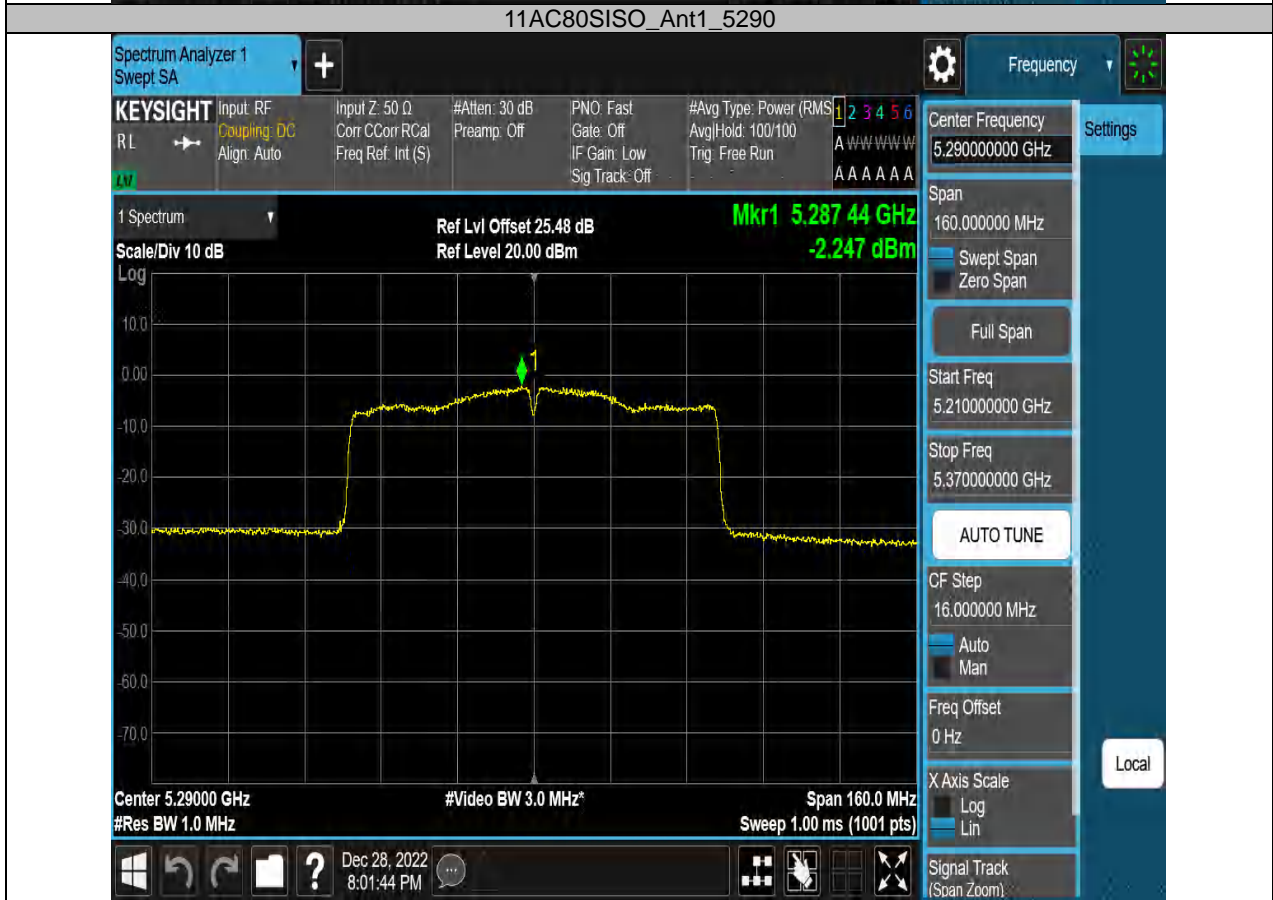 11AC80SISO_Ant1_5290
Spectrum Analyzer 1
Swept SA
+
Frequency
KEYSIGHT
RL
LXI
Input: RF
Coupling: DC
Align: Auto
Input Z: 50 Ω
Corr CCorr RCal
Freq Ref: Int (S)
#Atten: 30 dB
Preamp: Off
PNO: Fast
Gate: Off
IF Gain: Low
Sig Track: Off
#Avg Type: Power (RMS
Avg|Hold: 100/100
Trig: Free Run
1 2 3 4 5 6
A W W W W W
A A A A A A
1 Spectrum
Scale/Div 10 dB
Log
Ref Lvl Offset 25.48 dB
Ref Level 20.00 dBm
Mkr1 5.287 44 GHz
-2.247 dBm
10.0
0.00
-10.0
-20.0
-30.0
-40.0
-50.0
-60.0
-70.0
1
Center 5.29000 GHz
#Res BW 1.0 MHz
#Video BW 3.0 MHz*
Span 160.0 MHz
Sweep 1.00 ms (1001 pts)
Center Frequency
5.290000000 GHz
Settings
Span
160.000000 MHz
Swept Span
Zero Span
Full Span
Start Freq
5.210000000 GHz
Stop Freq
5.370000000 GHz
AUTO TUNE
CF Step
16.000000 MHz
Auto
Man
Freq Offset
0 Hz
X Axis Scale
Log
Lin
Local
Signal Track
(Span Zoom)
?
Dec 28, 2022
8:01:44 PM